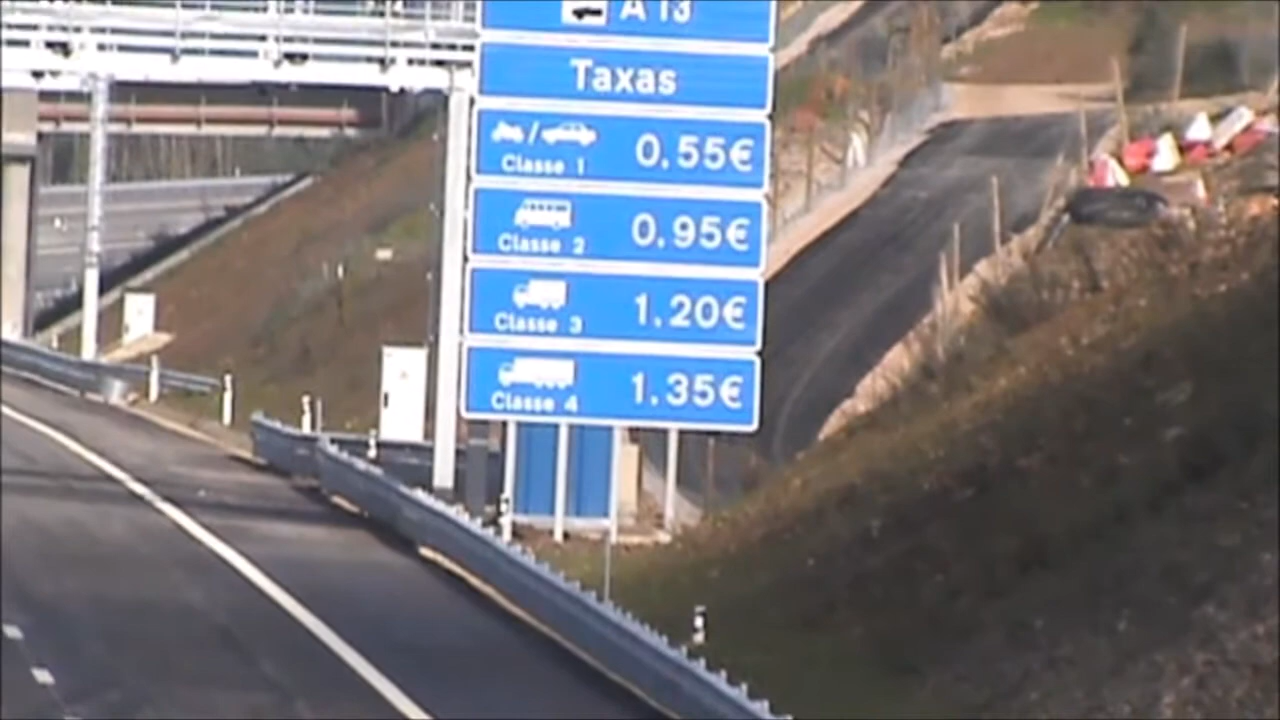 A 13
Taxas
Classe 1 0.55€
Classe 2 0.95€
Classe 3 1.20€
Classe 4 1.35€